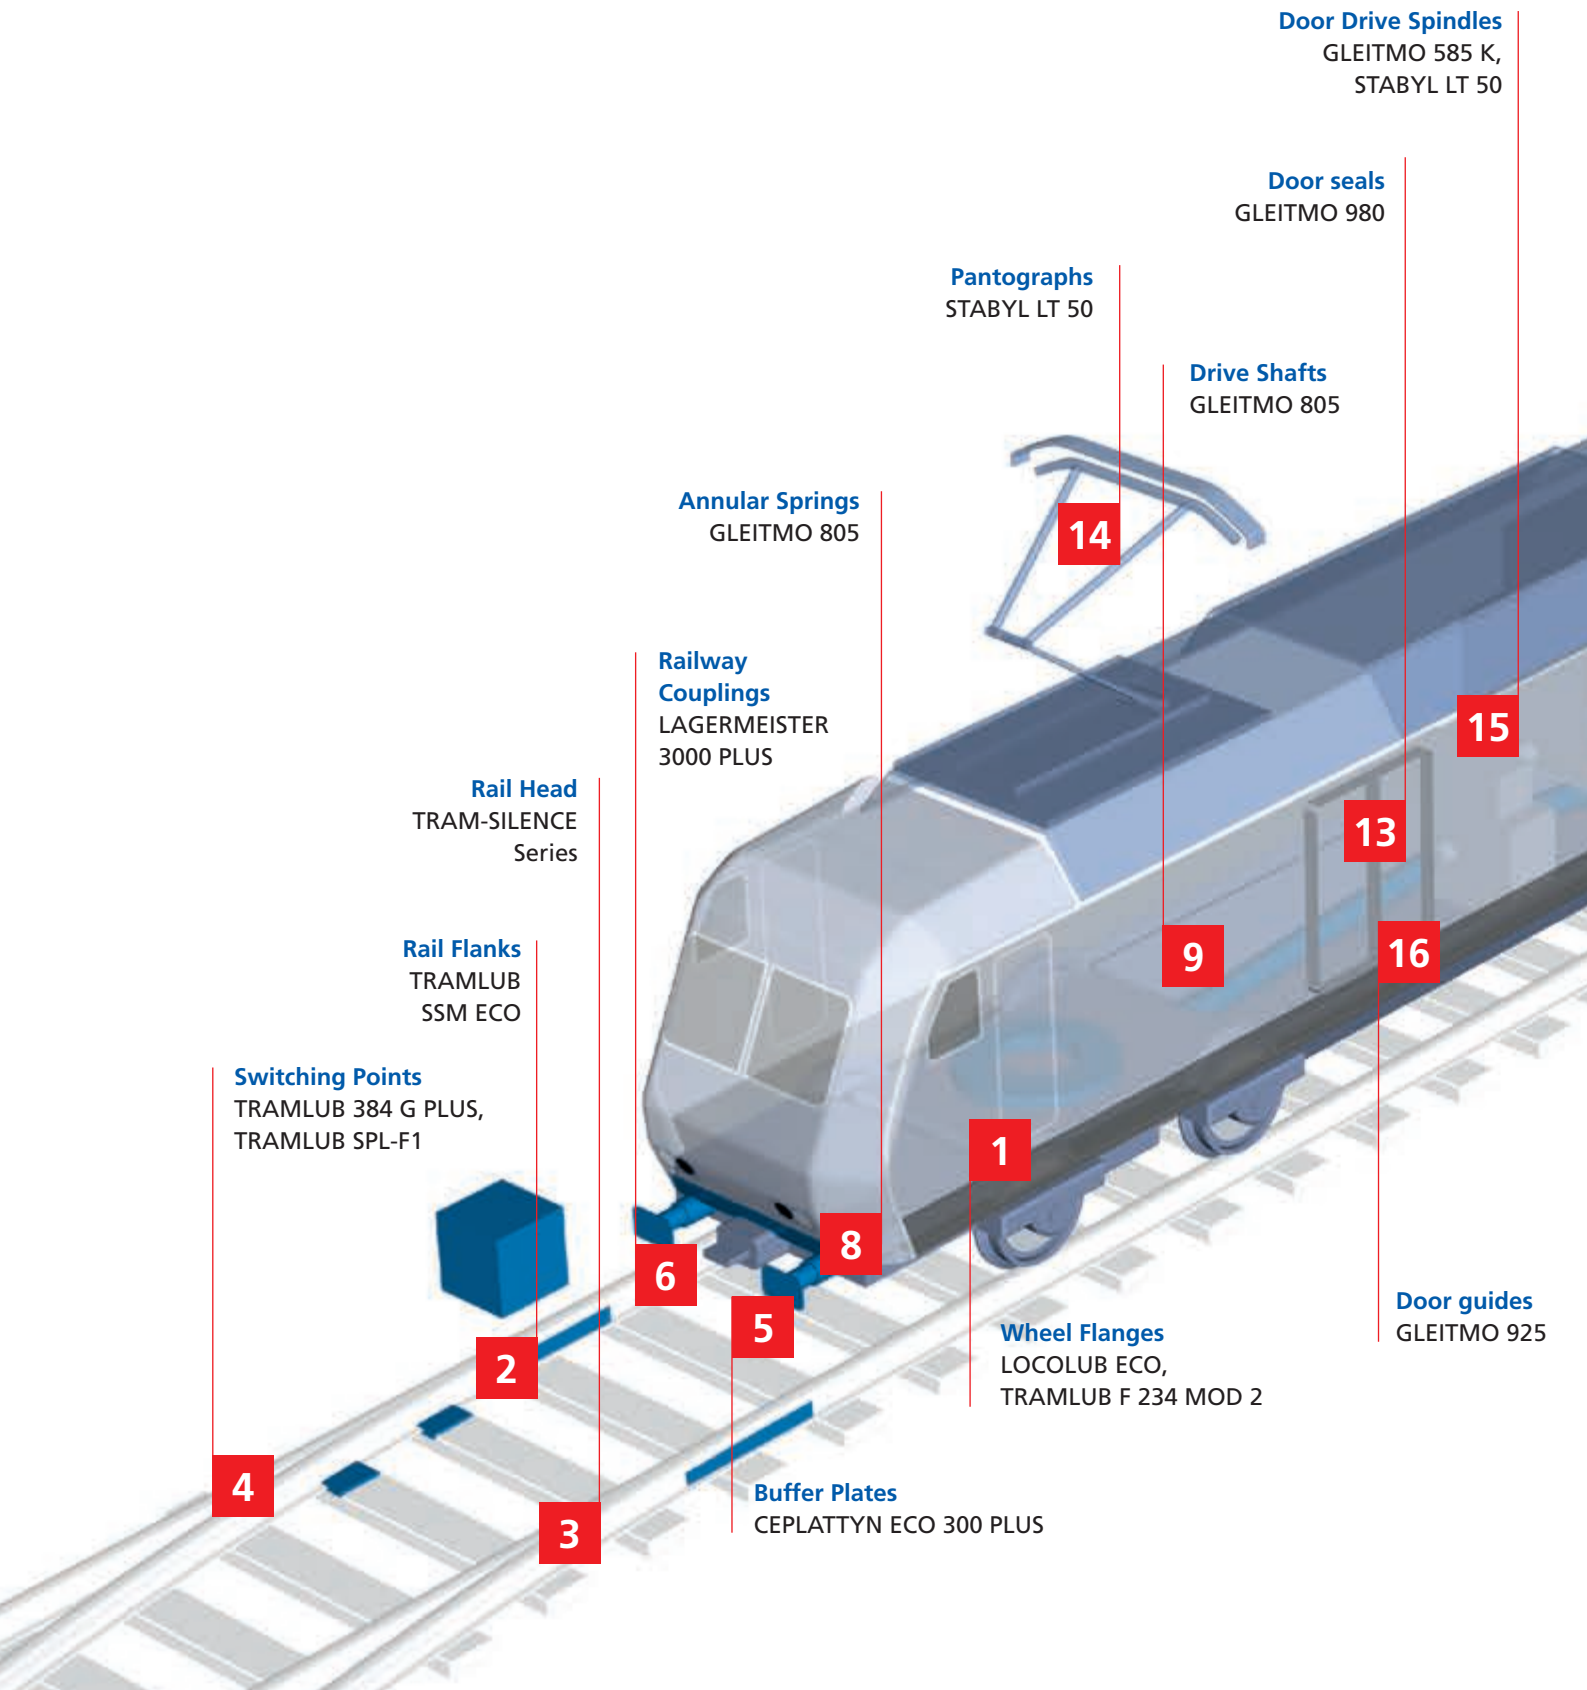 Door Drive Spindles
GLEITMO 585 K,
STABYL LT 50
Door seals
GLEITMO 980
Pantographs
STABYL LT 50
Drive Shafts
GLEITMO 805
Annular Springs
GLEITMO 805
14
Railway
Couplings
LAGERMEISTER
3000 PLUS
15
Rail Head
TRAM-SILENCE
Series
13
Rail Flanks
TRAMLUB
SSM ECO
9
16
Switching Points
TRAMLUB 384 G PLUS,
TRAMLUB SPL-F1
1
8
6
5
Door guides
GLEITMO 925
Wheel Flanges
LOCOLUB ECO,
TRAMLUB F 234 MOD 2
2
4
Buffer Plates
CEPLATTYN ECO 300 PLUS
3